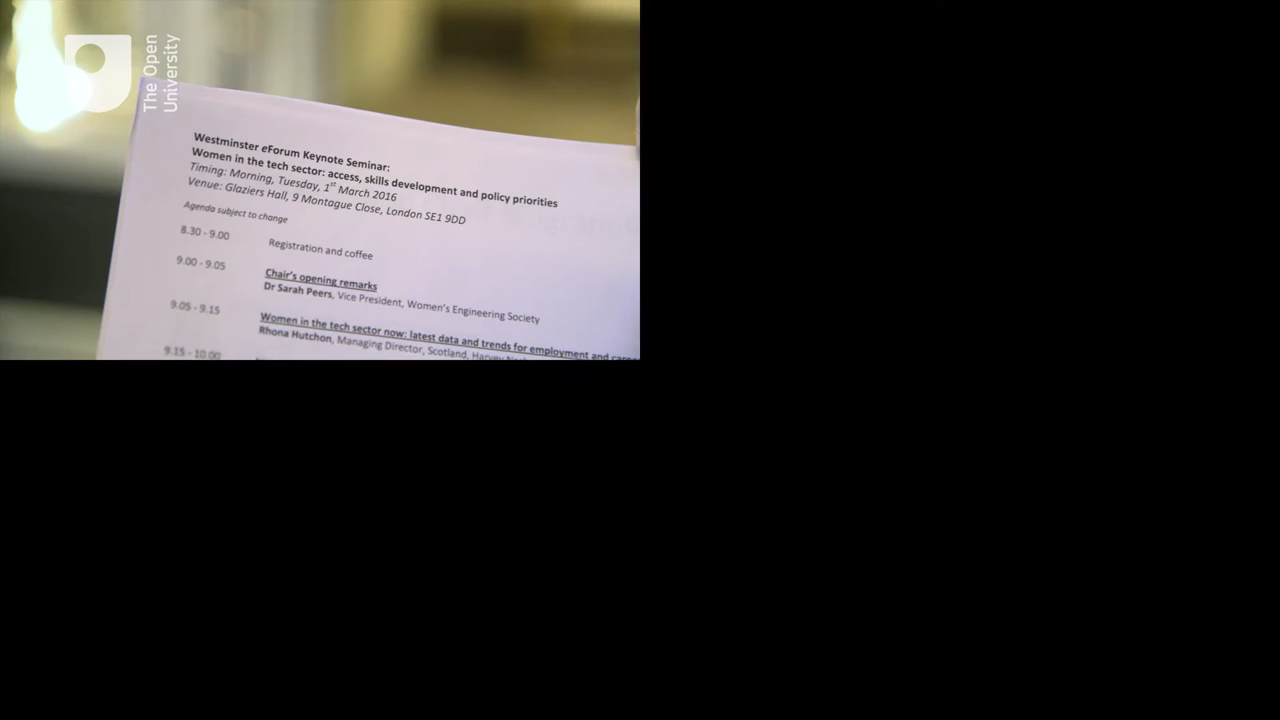 The Open
University
Westminster eForum Keynote Seminar:
Women in the tech sector: access, skills development and policy priorities
Timing: Morning, Tuesday, 1st March 2016
Venue: Glaziers Hall, 9 Montague Close, London SE1 9DD
Agenda subject to change
8.30 - 9.00 Registration and coffee
9.00 - 9.05 Chair's opening remarks
Dr Sarah Peers, Vice President, Women's Engineering Society
9.05 - 9.15 Women in the tech sector now: latest data and trends for employment and
Rhona Hutchon, Managing Director, Scotland, Harvey
9.15 - 10.00